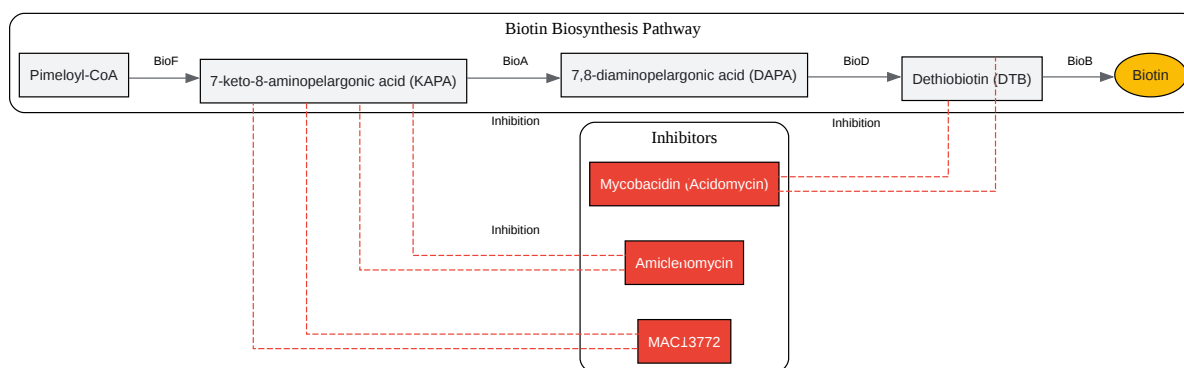 Biotin Biosynthesis Pathway
Pimeloyl-CoA
BioF
7-keto-8-aminopelargonic acid (KAPA)
BioA
7,8-diaminopelargonic acid (DAPA)
BioD
Dethiobiotin (DTB)
BioB
Biotin
Inhibition
Inhibition
Inhibitors
Mycobacidin (Acidomycin)
Inhibition
Amiclenomycin
MAC13772